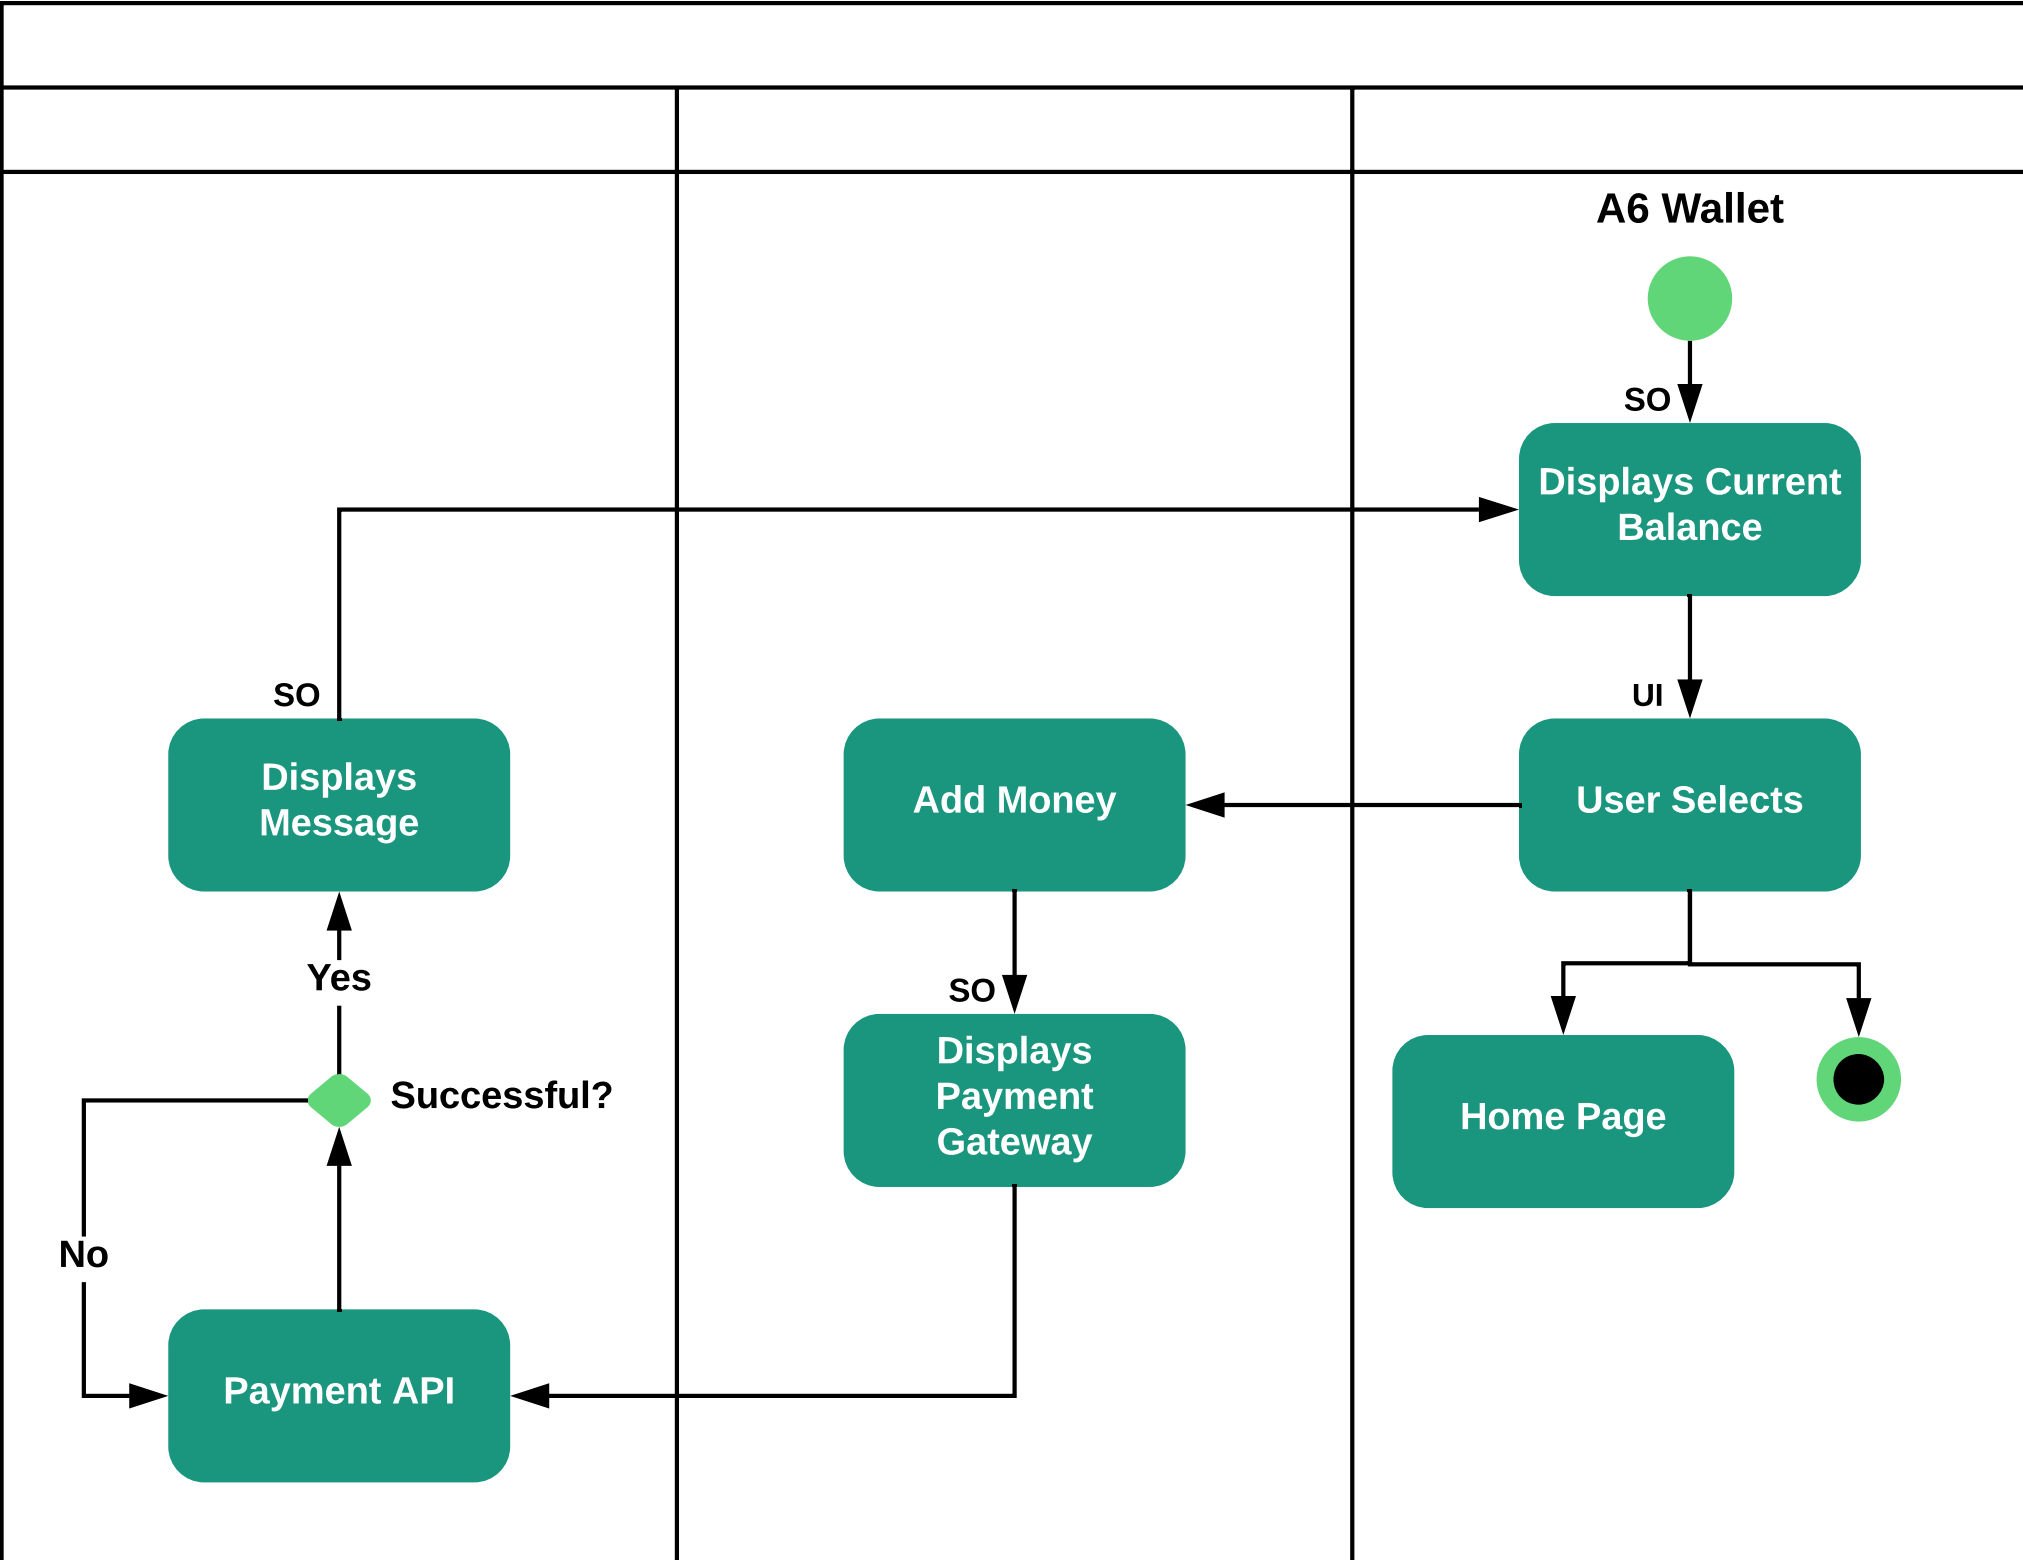 A6 Wallet
SO
Displays Current
Balance
SO
UI
Displays
Message
Add Money
User Selects
Yes
SO
Successful?
Displays
Payment
Gateway
Home Page
No
Payment API